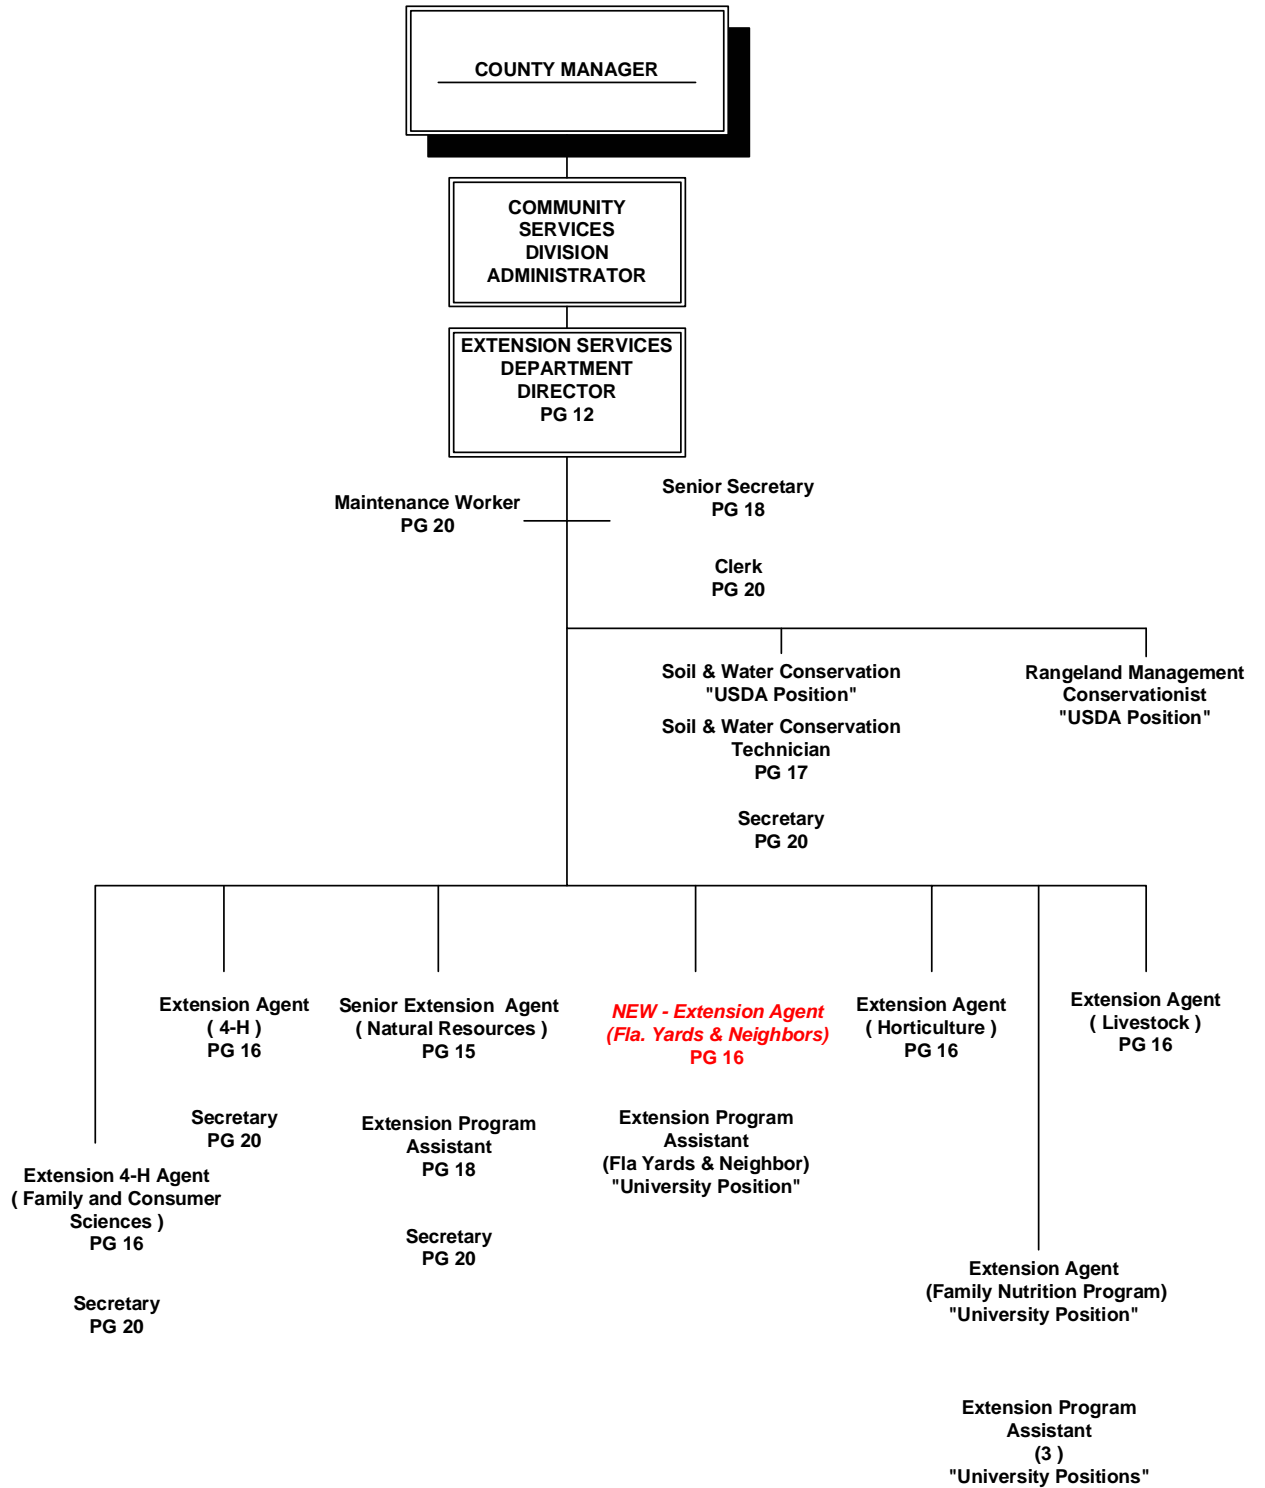 COUNTY MANAGER
COMMUNITY
SERVICES
DIVISION
ADMINISTRATOR
EXTENSION SERVICES
DEPARTMENT
DIRECTOR
PG 12
Maintenance Worker
PG 20
Senior Secretary
PG 18
Clerk
PG 20
Soil & Water Conservation
"USDA Position"
Soil & Water Conservation
Technician
PG 17
Secretary
PG 20
Rangeland Management
Conservationist
"USDA Position"
Extension 4-H Agent
( Family and Consumer
Sciences )
PG 16
Secretary
PG 20
Extension Agent
( 4-H )
PG 16
Secretary
PG 20
Senior Extension Agent
( Natural Resources )
PG 15
Extension Program
Assistant
PG 18
Secretary
PG 20
NEW - Extension Agent
(Fla. Yards & Neighbors)
PG 16
Extension Program
Assistant
(Fla Yards & Neighbor)
"University Position"
Extension Agent
( Horticulture )
PG 16
Extension Agent
(Family Nutrition Program)
"University Position"
Extension Program
Assistant
(3 )
"University Positions"
Extension Agent
( Livestock )
PG 16